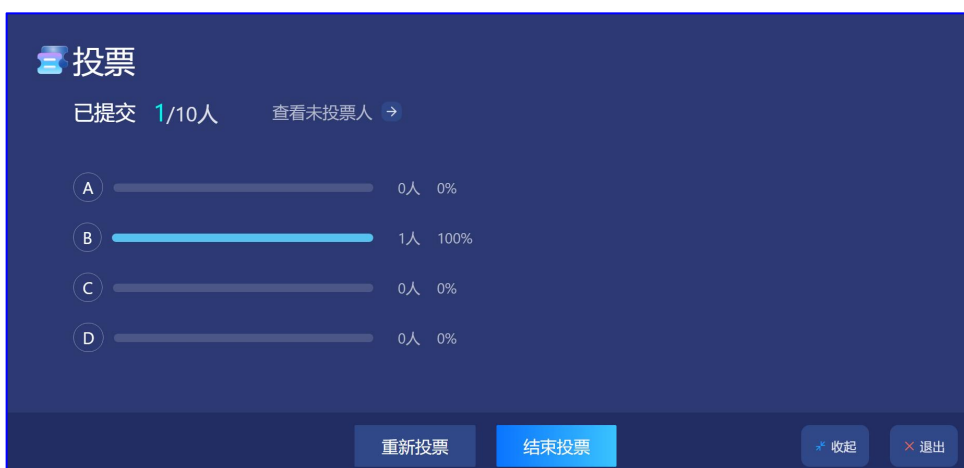 投票
已提交 1/10人 查看未投票人
A 0人 0%
B 1人 100%
C 0人 0%
D 0人 0%
重新投票 结束投票 收起 退出